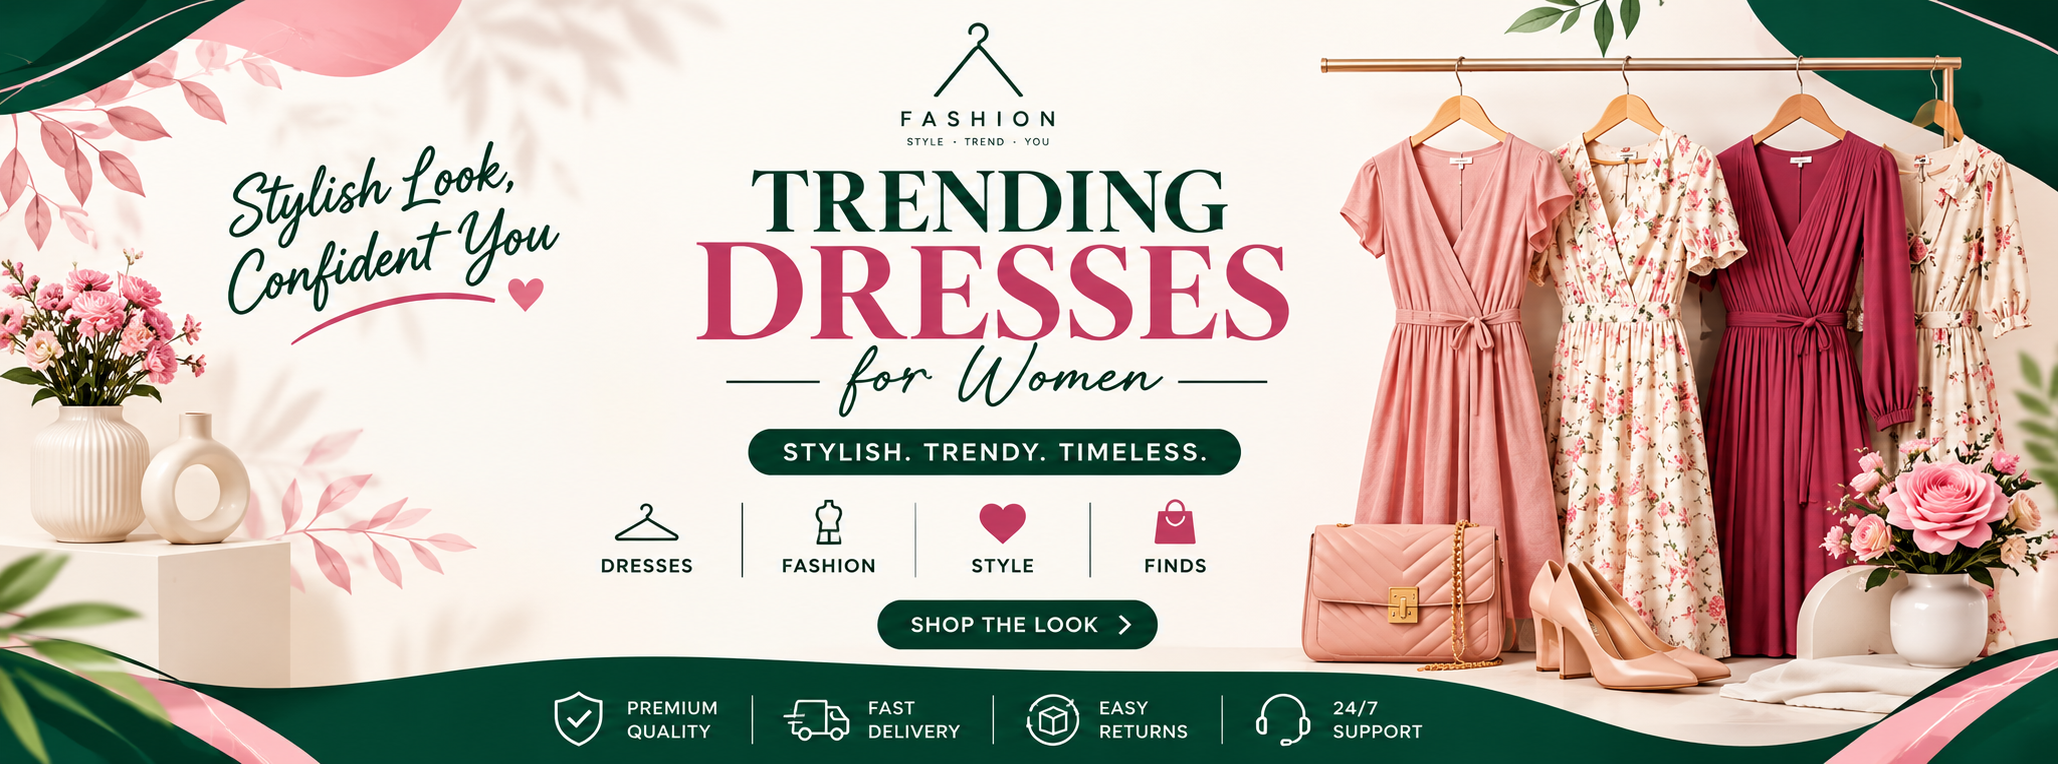 FASHION
STYLE · TREND · YOU
Stylish Look,
Confident You
TRENDING
DRESSES
for Women
STYLISH. TRENDY. TIMELESS.
DRESSES
FASHION
STYLE
FINDS
SHOP THE LOOK
PREMIUM
QUALITY
FAST
DELIVERY
EASY
RETURNS
24/7
SUPPORT